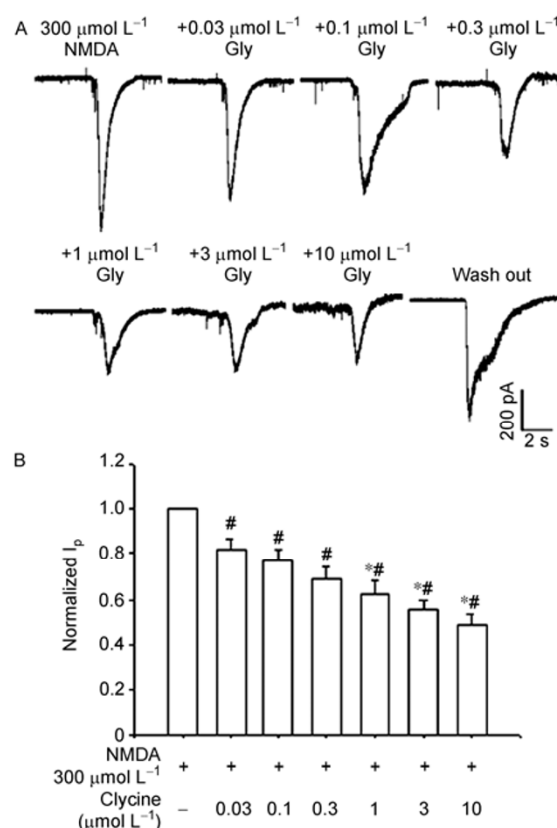 A
300 μmol L⁻¹ +0.03 μmol L⁻¹ +0.1 μmol L⁻¹ +0.3 μmol L⁻¹
NMDA Gly Gly Gly
+1 μmol L⁻¹ +3 μmol L⁻¹ +10 μmol L⁻¹
Gly Gly Gly Wash out
200 pA
2 s
B
1.2
1.0
0.8
0.6
0.4
0.2
0
Normalized Iₚ
# # # *# *# *#
NMDA
300 μmol L⁻¹ + + + + + + +
Clycine
(μmol L⁻¹) – 0.03 0.1 0.3 1 3 10